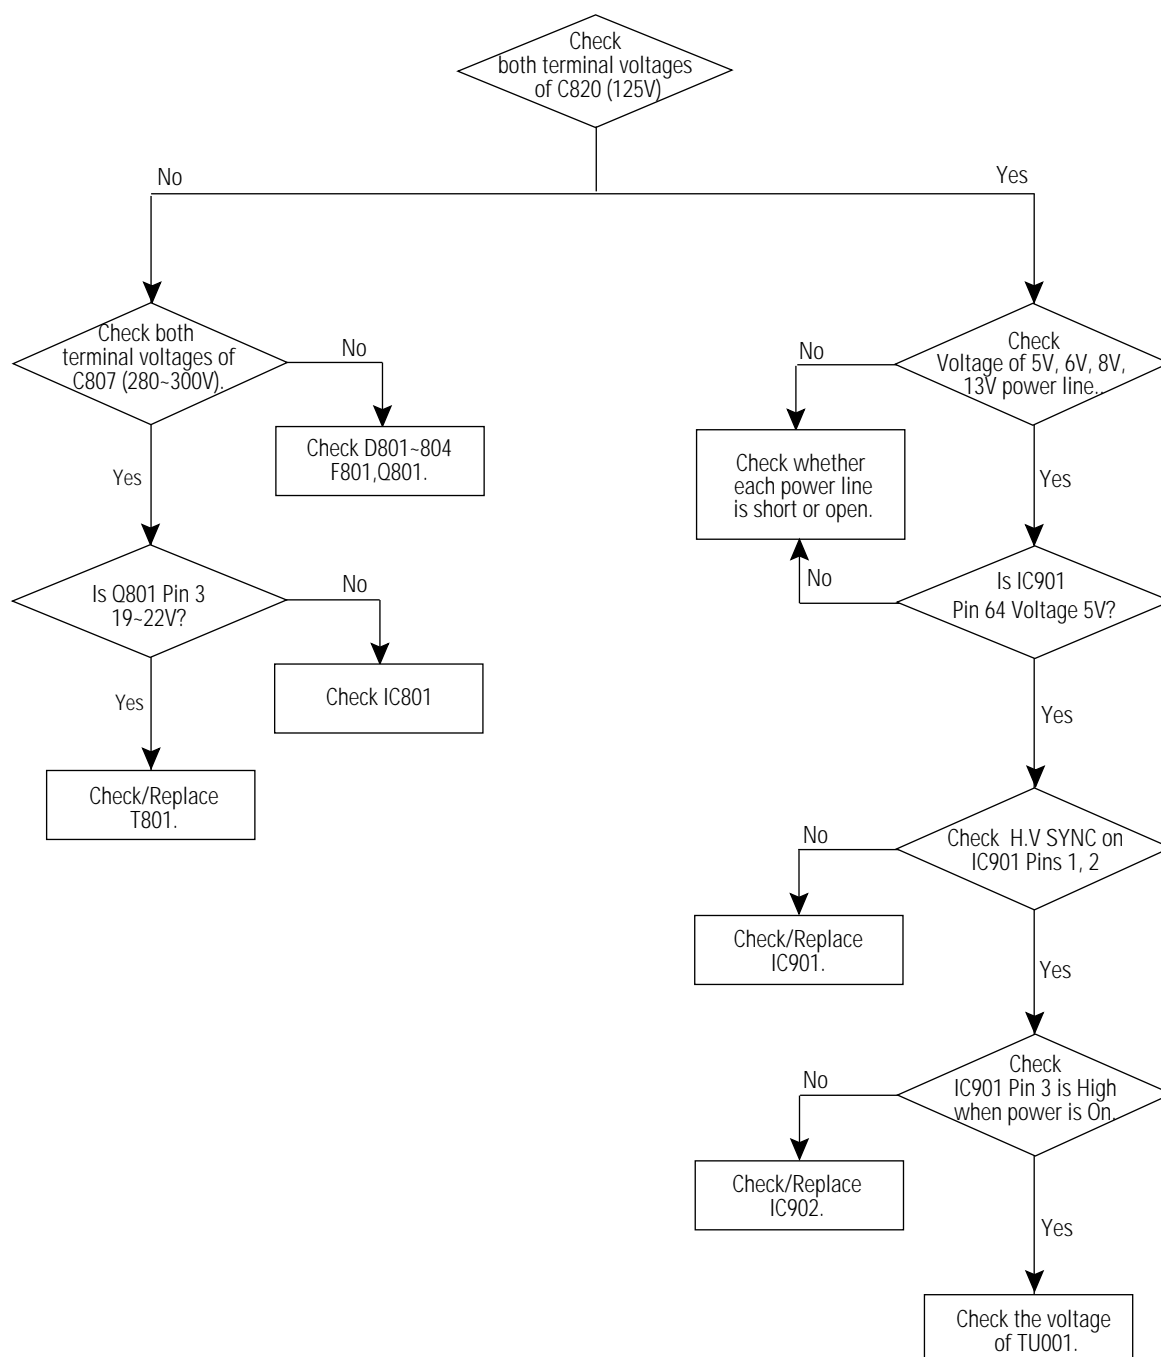 Check
both terminal voltages
of C820 (125V)
No
Yes
Check both
terminal voltages of
C807 (280~300V).
No
Check D801~804
F801,Q801.
Yes
Is Q801 Pin 3
19~22V?
No
Check IC801
Yes
Check/Replace
T801.
Check
Voltage of 5V, 6V, 8V,
13V power line..
No
Check whether
each power line
is short or open.
Yes
Is IC901
Pin 64 Voltage 5V?
No
Yes
Check H.V SYNC on
IC901 Pins 1, 2
No
Check/Replace
IC901.
Yes
Check
IC901 Pin 3 is High
when power is On.
No
Check/Replace
IC902.
Yes
Check the voltage
of TU001.